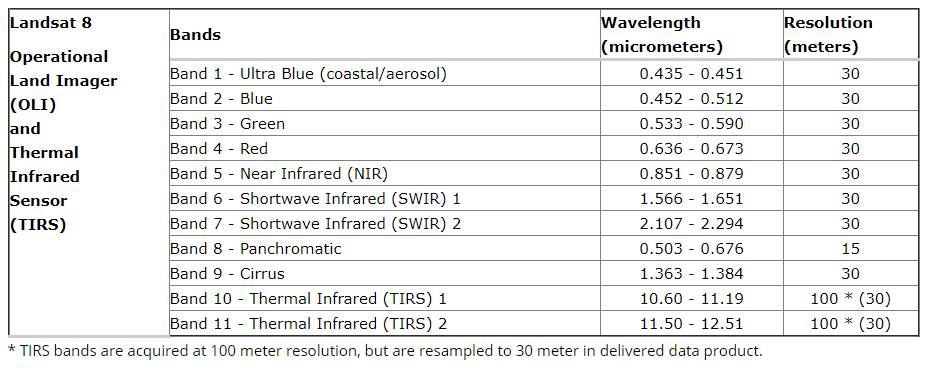 Landsat 8
Operational
Land Imager
(OLI)
and
Thermal
Infrared
Sensor
(TIRS)
Bands
Wavelength
(micrometers)
Resolution
(meters)
Band 1 - Ultra Blue (coastal/aerosol) 0.435 - 0.451 30
Band 2 - Blue 0.452 - 0.512 30
Band 3 - Green 0.533 - 0.590 30
Band 4 - Red 0.636 - 0.673 30
Band 5 - Near Infrared (NIR) 0.851 - 0.879 30
Band 6 - Shortwave Infrared (SWIR) 1 1.566 - 1.651 30
Band 7 - Shortwave Infrared (SWIR) 2 2.107 - 2.294 30
Band 8 - Panchromatic 0.503 - 0.676 15
Band 9 - Cirrus 1.363 - 1.384 30
Band 10 - Thermal Infrared (TIRS) 1 10.60 - 11.19 100 * (30)
Band 11 - Thermal Infrared (TIRS) 2 11.50 - 12.51 100 * (30)
* TIRS bands are acquired at 100 meter resolution, but are resampled to 30 meter in delivered data product.